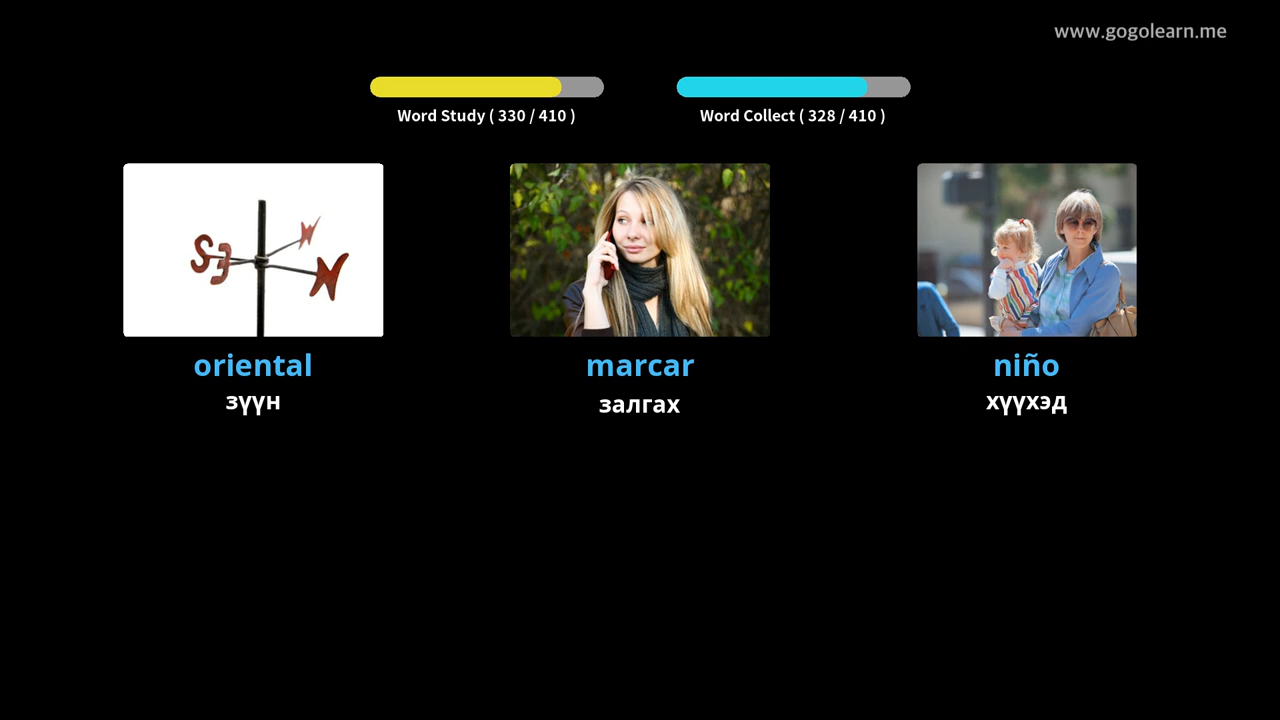 www.gogolearn.me
Word Study ( 330 / 410 )
Word Collect ( 328 / 410 )
oriental
marcar
niño
зүүн
залгах
хүүхэд